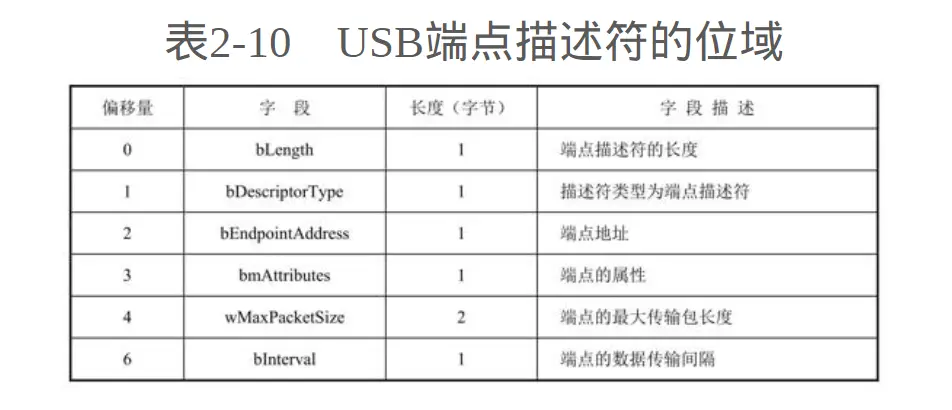 表2-10 USB端点描述符的位域
偏移量 字 段 长度（字节） 字 段 描 述
0 bLength 1 端点描述符的长度
1 bDescriptorType 1 描述符类型为端点描述符
2 bEndpointAddress 1 端点地址
3 bmAttributes 1 端点的属性
4 wMaxPacketSize 2 端点的最大传输包长度
6 bInterval 1 端点的数据传输间隔